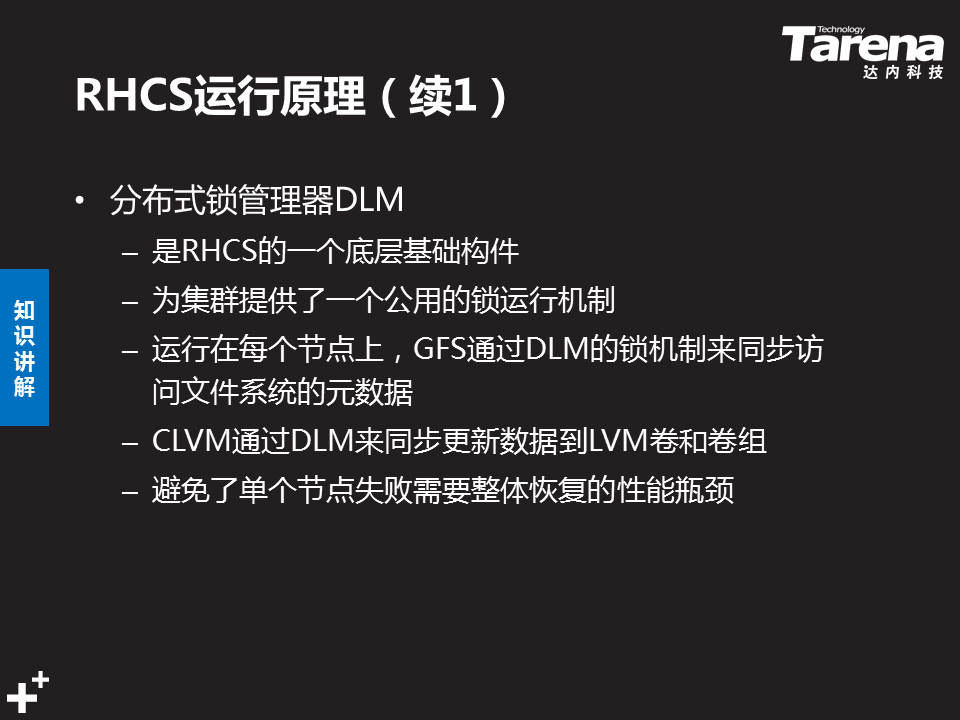 Technology
Tarena
达内科技
RHCS运行原理（续1）
• 分布式锁管理器DLM
– 是RHCS的一个底层基础构件
– 为集群提供了一个公用的锁运行机制
– 运行在每个节点上，GFS通过DLM的锁机制来同步访
问文件系统的元数据
– CLVM通过DLM来同步更新数据到LVM卷和卷组
– 避免了单个节点失败需要整体恢复的性能瓶颈
知
识
讲
解